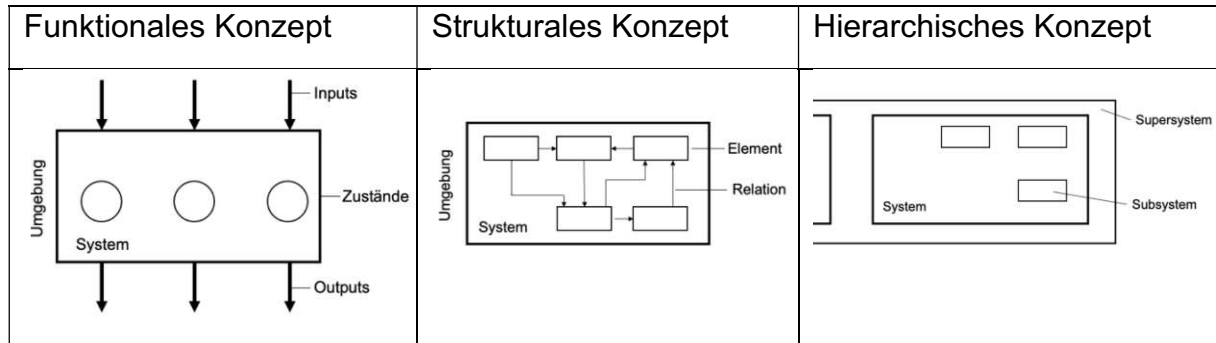 Funktionales Konzept
Strukturales Konzept
Hierarchisches Konzept
Inputs
Umgebung
Zustände
System
Outputs
Umgebung
Element
Relation
System
Supersystem
System
Subsystem